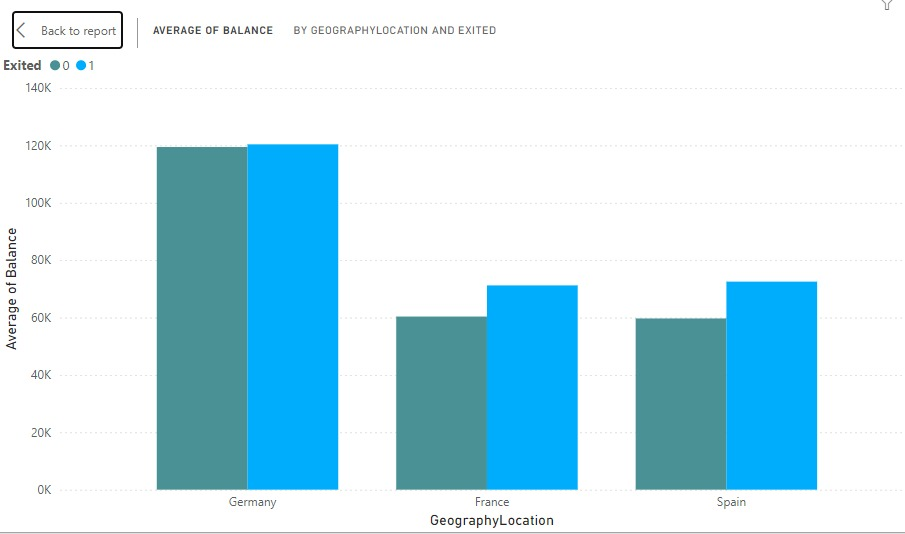 Back to report
AVERAGE OF BALANCE BY GEOGRAPHYLOCATION AND EXITED
Exited 0 1
140K
120K
100K
80K
60K
40K
20K
0K
Average of Balance
Germany France Spain
GeographyLocation